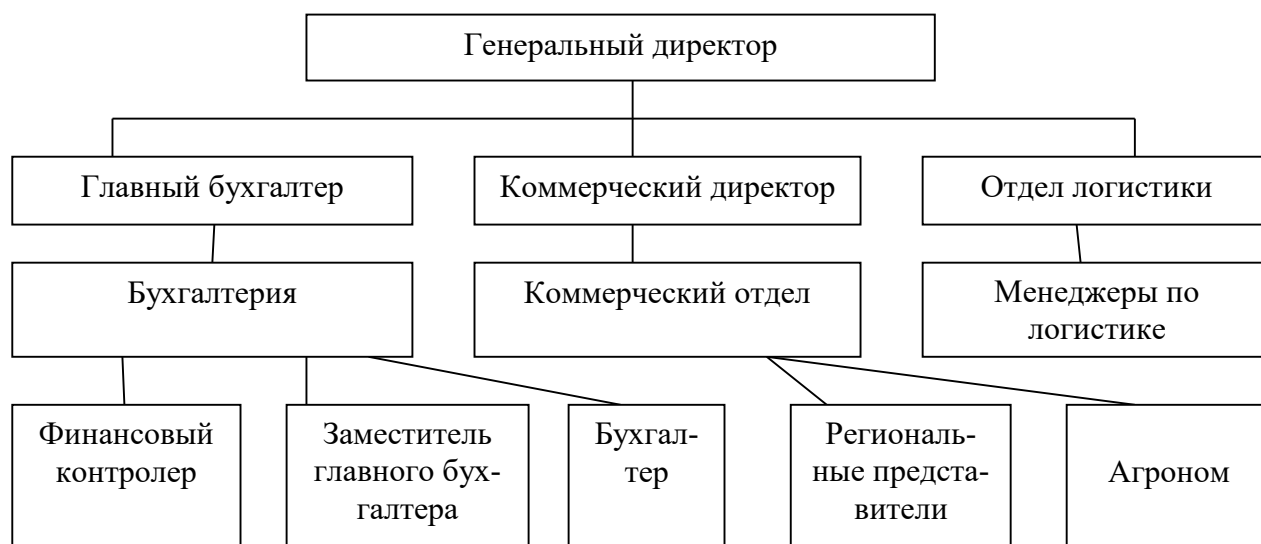 Генеральный директор
Главный бухгалтер
Коммерческий директор
Отдел логистики
Бухгалтерия
Коммерческий отдел
Менеджеры по
логистике
Финансовый
контролер
Заместитель
главного бух-
галтера
Бухгал-
тер
Региональ-
ные предста-
вители
Агроном